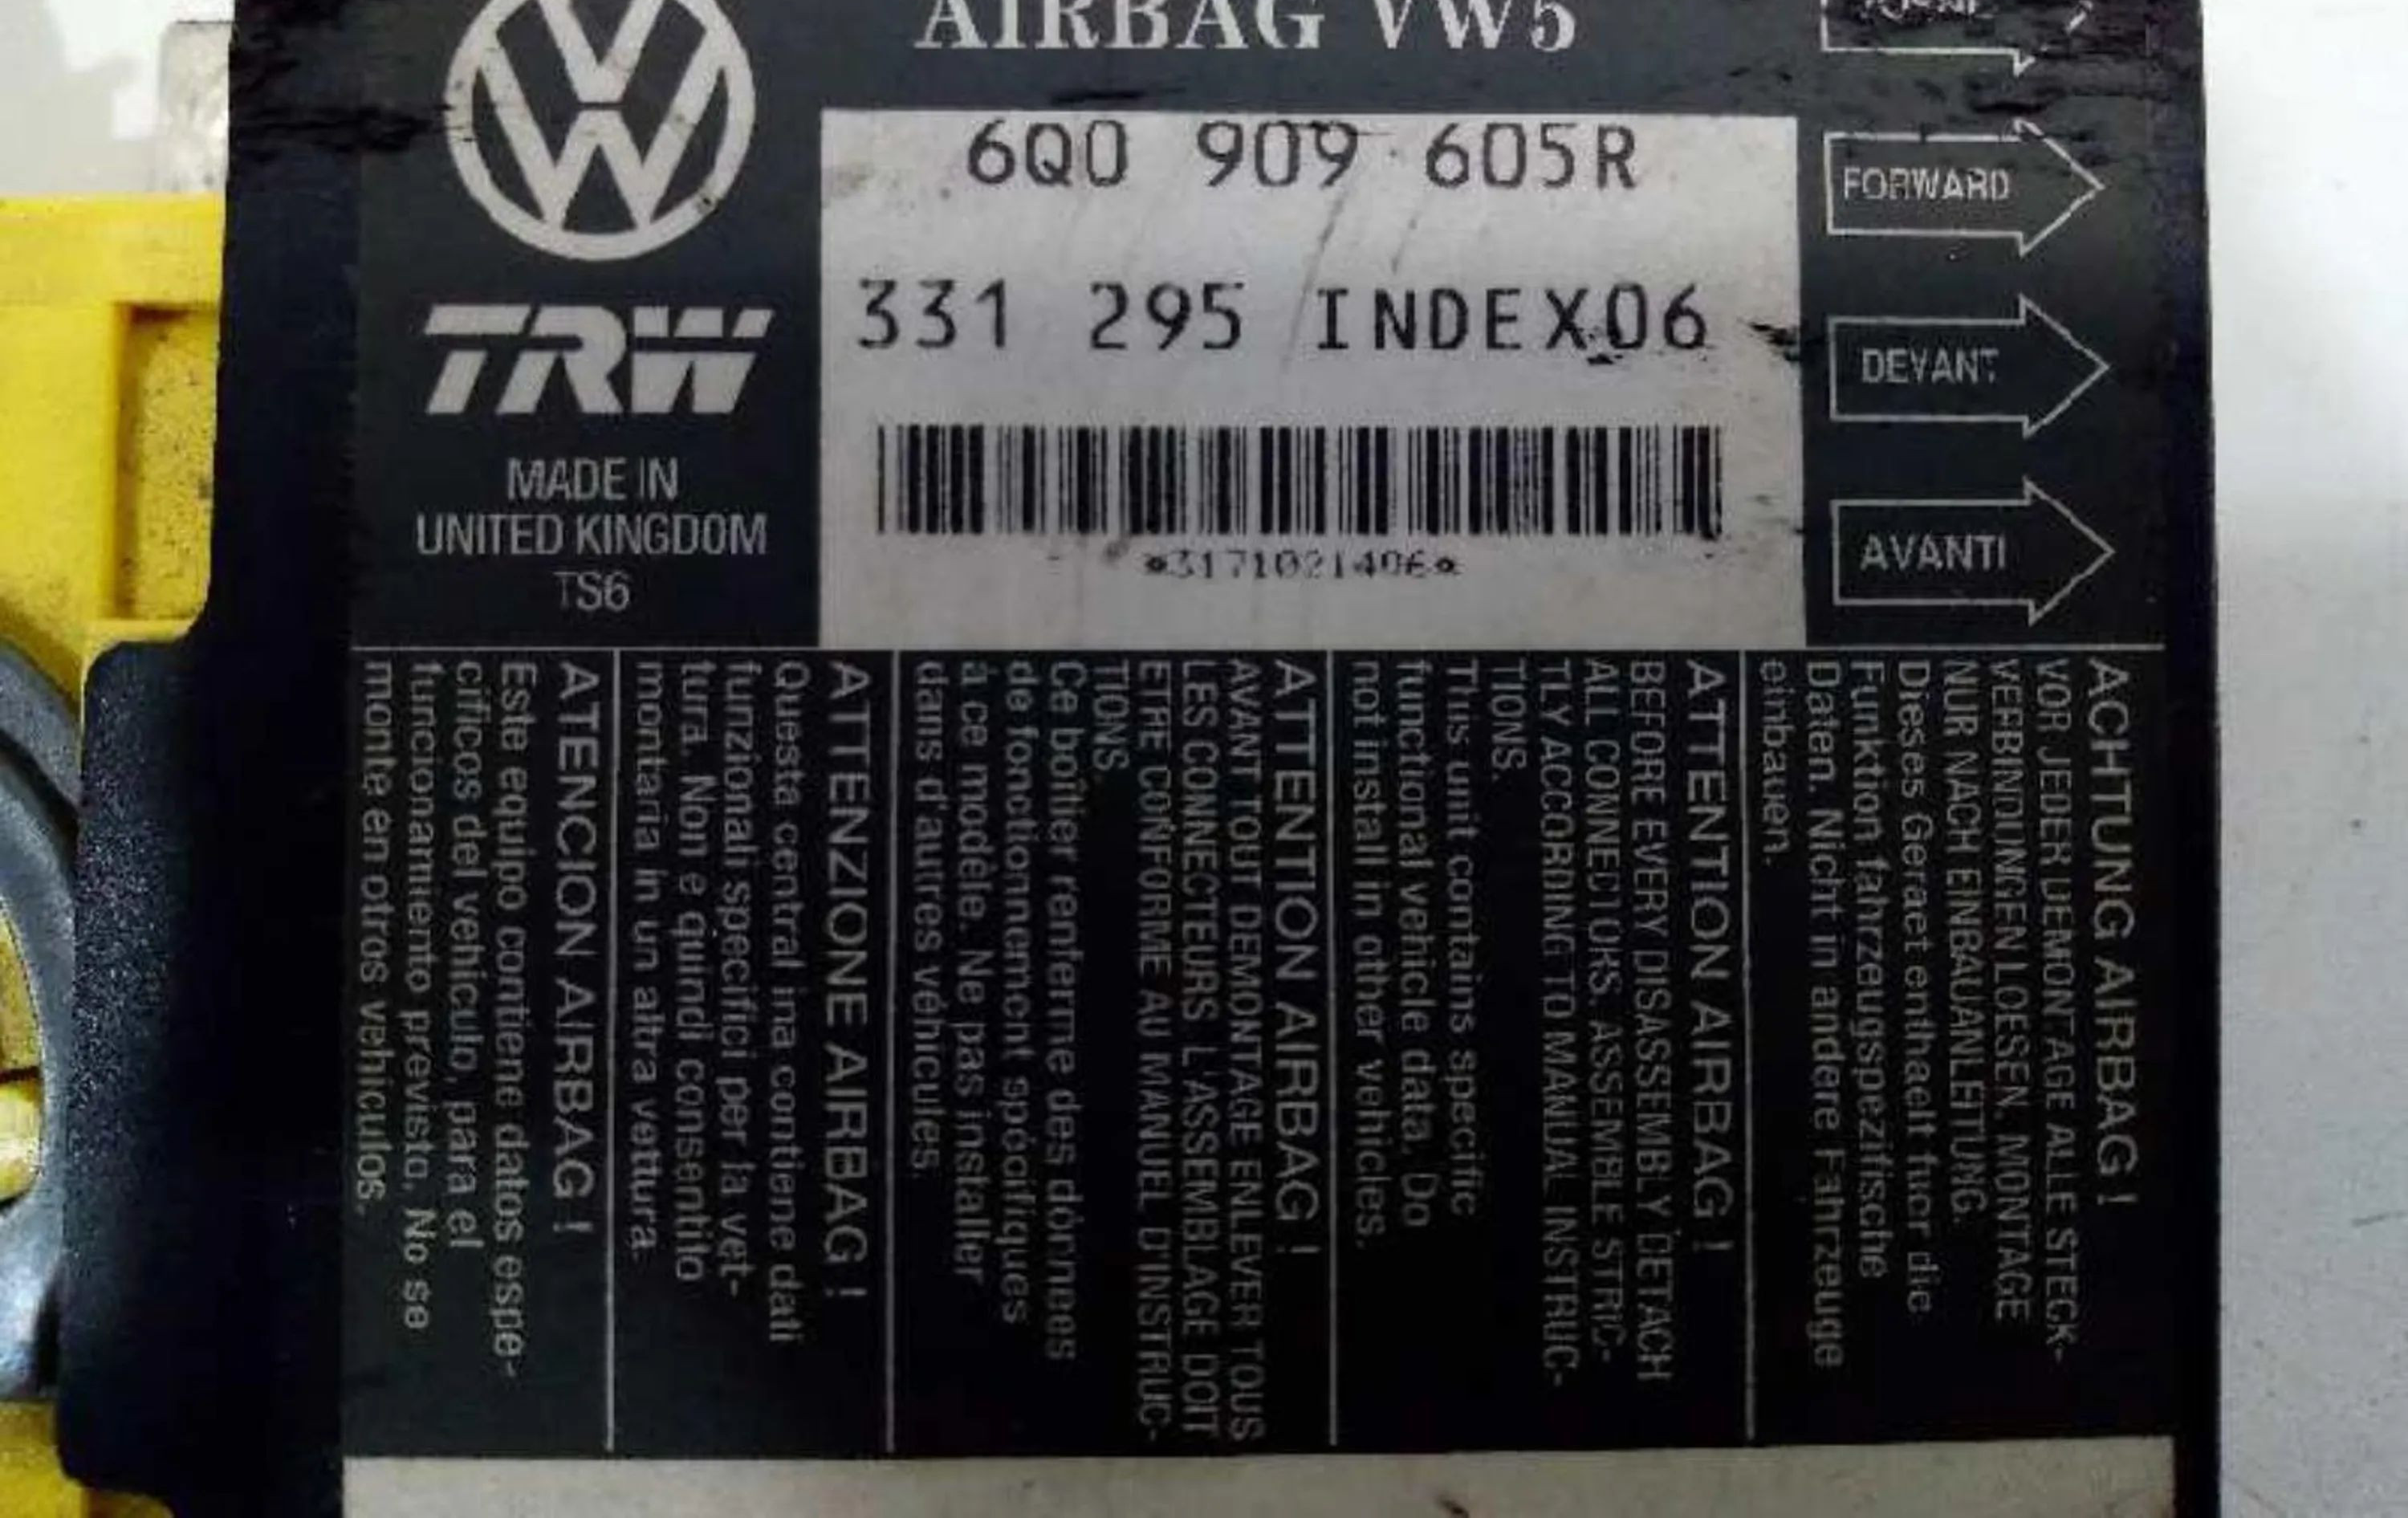 AIRBAG VW5
6Q0 909 605R
331 295 INDEX06
*3171021406*
TRW
MADE IN
UNITED KINGDOM
TS6
FORWARD
DEVANT
AVANTI
ACHTUNG AIRBAG !
VOR JEDER DEMONTAGE ALLE STECK-
VERBINDUNGEN LOESEN. MONTAGE
NUR NACH EINBAUANLEITUNG.
Dieses Geraet enthaelt fuer die
Funktion fahrzeugspezifische
Daten. Nicht in andere Fahrzeuge
einbauen.
ATTENTION AIRBAG !
BEFORE EVERY DISASSEMBLY DETACH
ALL CONNECTORS. ASSEMBLE STRIC-
TLY ACCORDING TO MANUAL INSTRUC-
TIONS.
This unit contains specific
functional vehicle data. Do
not install in other vehicles.
ATTENTION AIRBAG !
AVANT TOUT DEMONTAGE ENLEVER TOUS
LES CONNECTEURS. L'ASSEMBLAGE DOIT
ETRE CONFORME AU MANUEL D'INSTRUC-
TIONS.
Ce boîtier renferme des données
de fonctionnement spécifiques
à ce modèle. Ne pas installer
dans d'autres véhicules.
ATTENZIONE AIRBAG !
Questa central ina contiene dati
funzionali specifici per la vet-
tura. Non e quindi consentito
montaria in un altra vettura.
ATENCION AIRBAG !
Este equipo contiene datos espe-
cificos del vehiculo, para el
funcionamiento previsto. No se
monte en otros vehiculos.